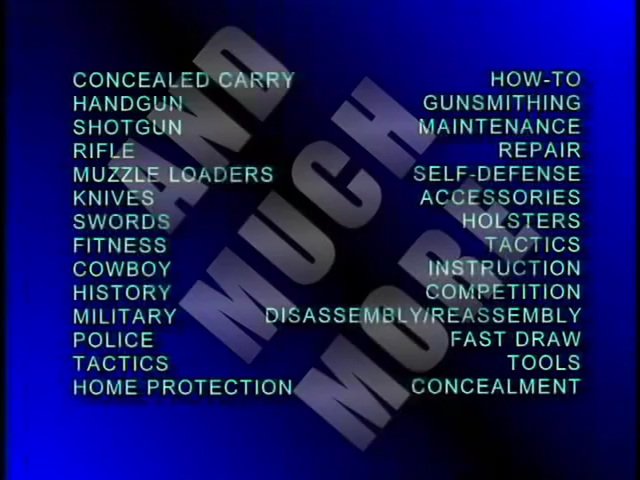 CONCEALED CARRY
HANDGUN
SHOTGUN
RIFLE
MUZZLE LOADERS
KNIVES
SWORDS
FITNESS
COWBOY
HISTORY
MILITARY
POLICE
TACTICS
HOME PROTECTION
HOW-TO
GUNSMITHING
MAINTENANCE
REPAIR
SELF-DEFENSE
ACCESSORIES
HOLSTERS
TACTICS
INSTRUCTION
COMPETITION
DISASSEMBLY/REASSEMBLY
FAST DRAW
TOOLS
CONCEALMENT
AND
MUCH
MORE